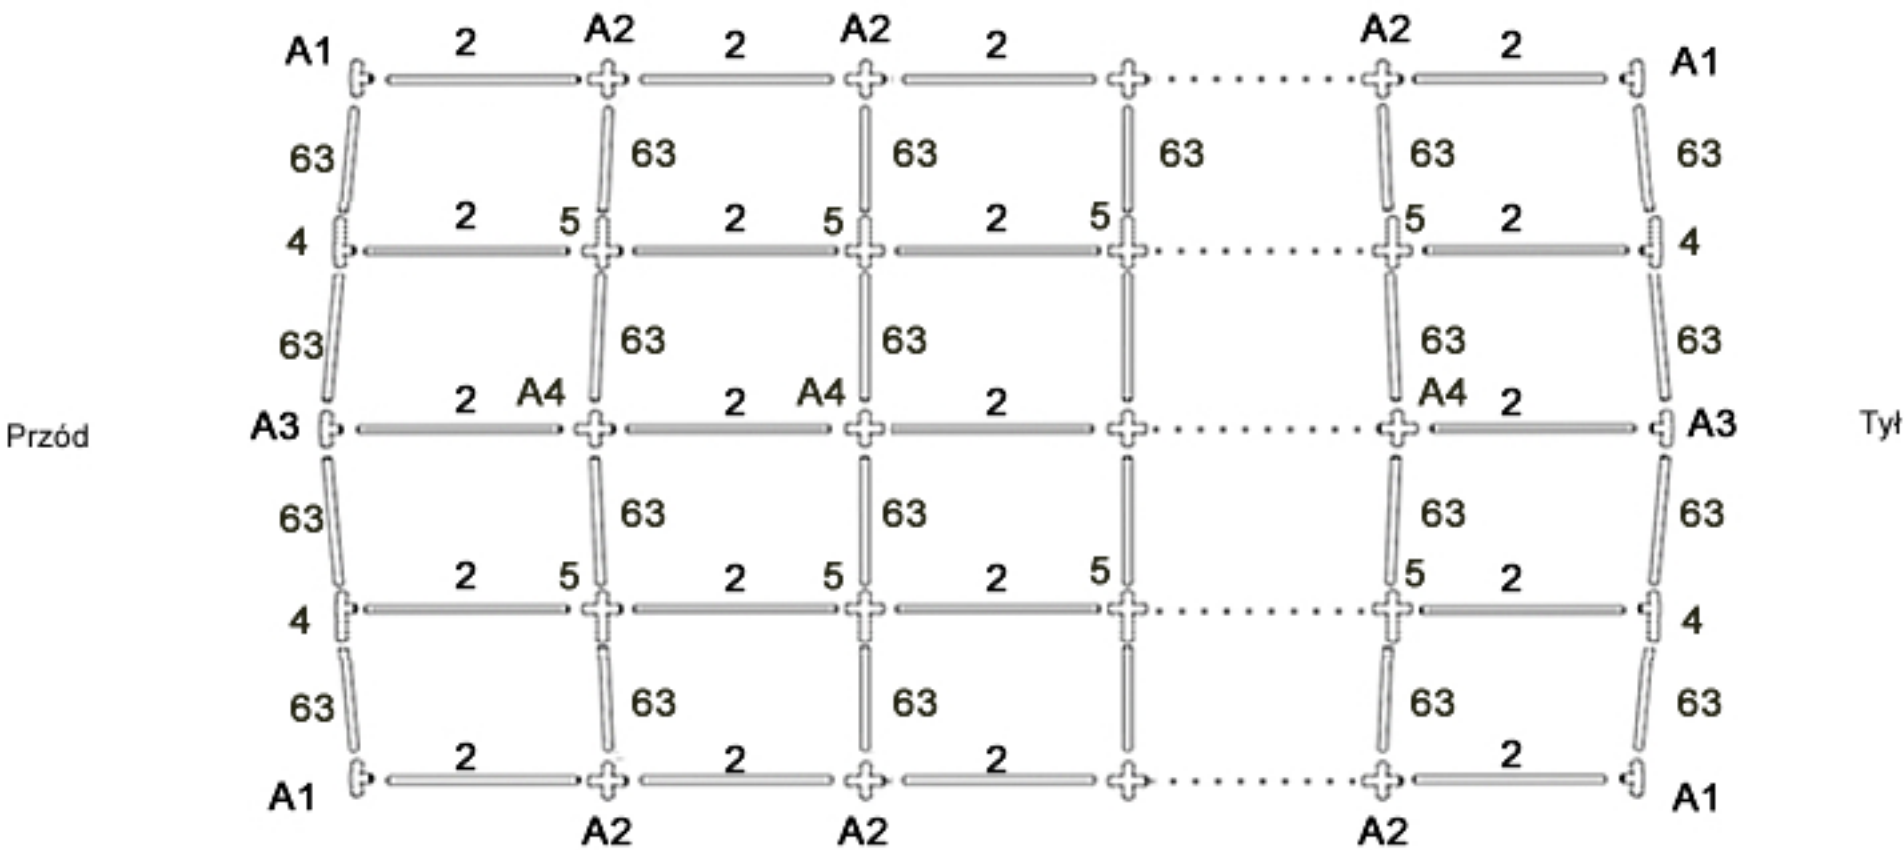 A1 2 A2 2 A2 2 A2 2 A1
63 63 63 63 63 63
4 2 5 2 5 2 5 5 2 4
63 63 63 63 63
A3 2 A4 2 A4 2 A4 2 A3
Przód Tył
63 63 63 63 63
4 2 5 2 5 2 5 5 2 4
63 63 63 63 63
A1 2 2 2 2 A1
A2 A2 A2